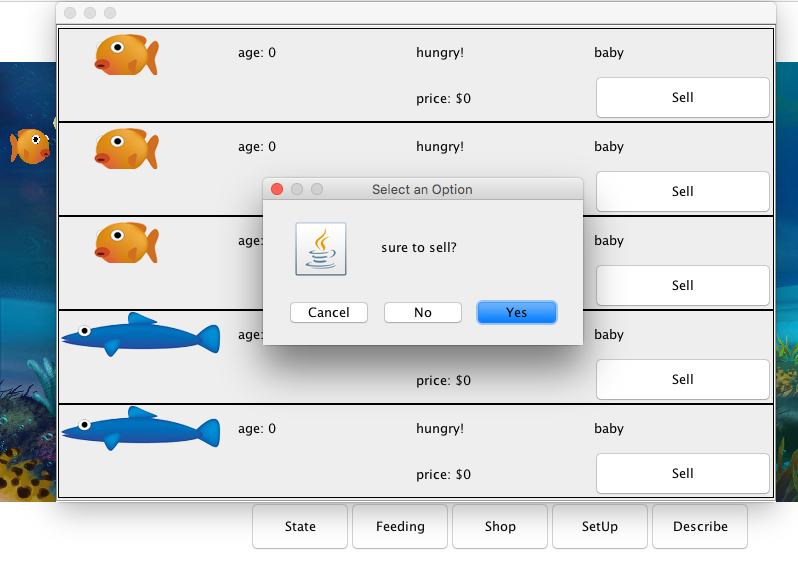 age: 0 hungry! baby
price: $0 Sell
age: 0 hungry! baby
Sell
Select an Option
age: baby
sure to sell?
Sell
Cancel No Yes
age: baby
price: $0 Sell
age: 0 hungry! baby
price: $0 Sell
State Feeding Shop SetUp Describe